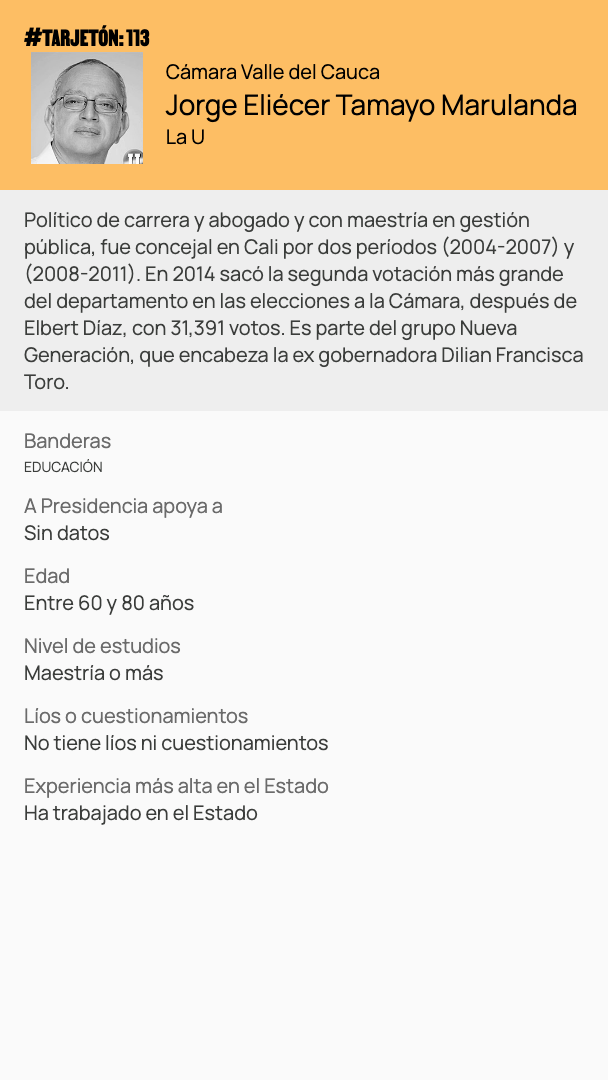 #TARJETÓN: 113
Cámara Valle del Cauca
Jorge Eliécer Tamayo Marulanda
La U
Político de carrera y abogado y con maestría en gestión
pública, fue concejal en Cali por dos períodos (2004-2007) y
(2008-2011). En 2014 sacó la segunda votación más grande
del departamento en las elecciones a la Cámara, después de
Elbert Díaz, con 31,391 votos. Es parte del grupo Nueva
Generación, que encabeza la ex gobernadora Dilian Francisca
Toro.
Banderas
EDUCACIÓN
A Presidencia apoya a
Sin datos
Edad
Entre 60 y 80 años
Nivel de estudios
Maestría o más
Líos o cuestionamientos
No tiene líos ni cuestionamientos
Experiencia más alta en el Estado
Ha trabajado en el Estado